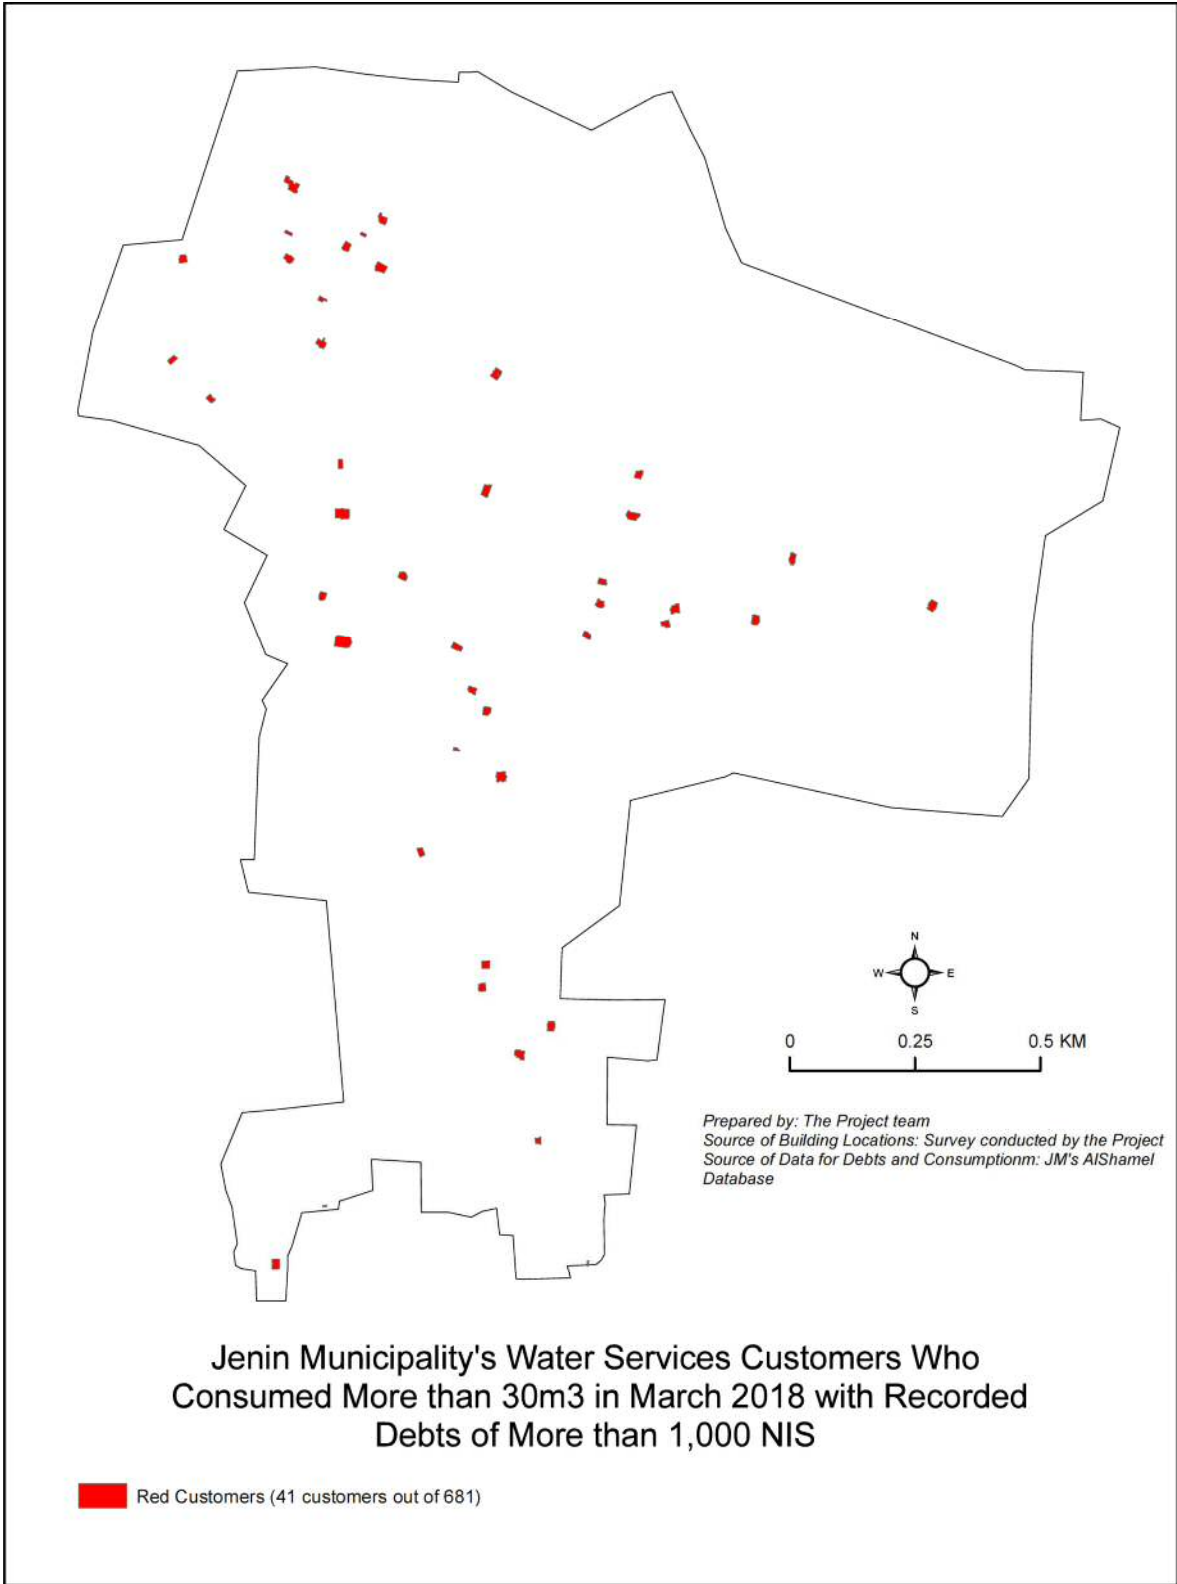 N
W E
S
0 0.25 0.5 KM
Prepared by: The Project team
Source of Building Locations: Survey conducted by the Project
Source of Data for Debts and Consumptionm: JM's AlShamel
Database
Jenin Municipality's Water Services Customers Who
Consumed More than 30m3 in March 2018 with Recorded
Debts of More than 1,000 NIS
Red Customers (41 customers out of 681)